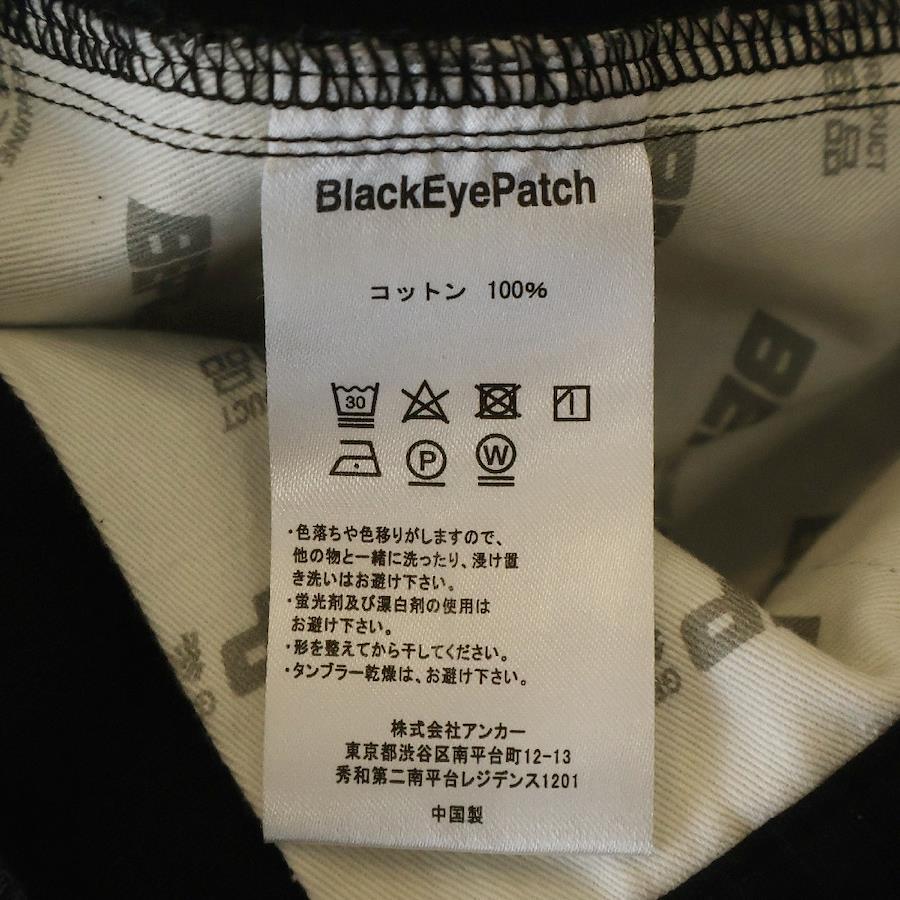 BlackEyePatch
コットン 100%
30
P W
・色落ちや色移りがしますので、
他の物と一緒に洗ったり、浸け置
き洗いはお避け下さい。
・蛍光剤及び漂白剤の使用は
お避け下さい。
・形を整えてから干してください。
・タンブラー乾燥は、お避け下さい。
株式会社アンカー
東京都渋谷区南平台町12-13
秀和第二南平台レジデンス1201
中国製